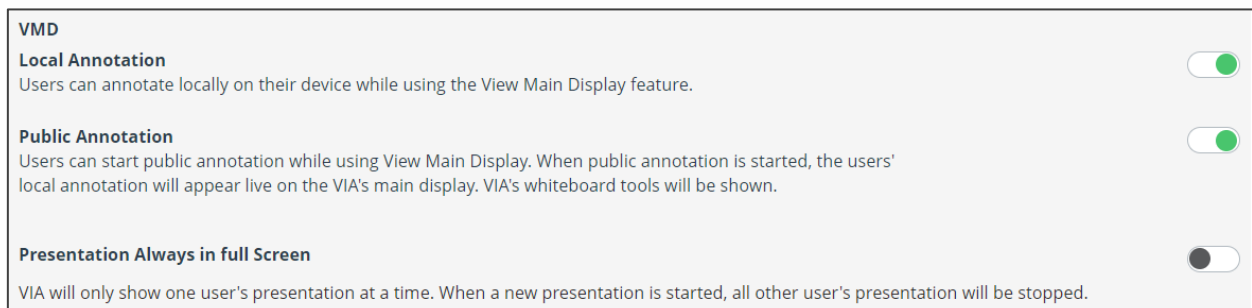 VMD
Local Annotation
Users can annotate locally on their device while using the View Main Display feature.
Public Annotation
Users can start public annotation while using View Main Display. When public annotation is started, the users'
local annotation will appear live on the VIA's main display. VIA's whiteboard tools will be shown.
Presentation Always in full Screen
VIA will only show one user's presentation at a time. When a new presentation is started, all other user's presentation will be stopped.